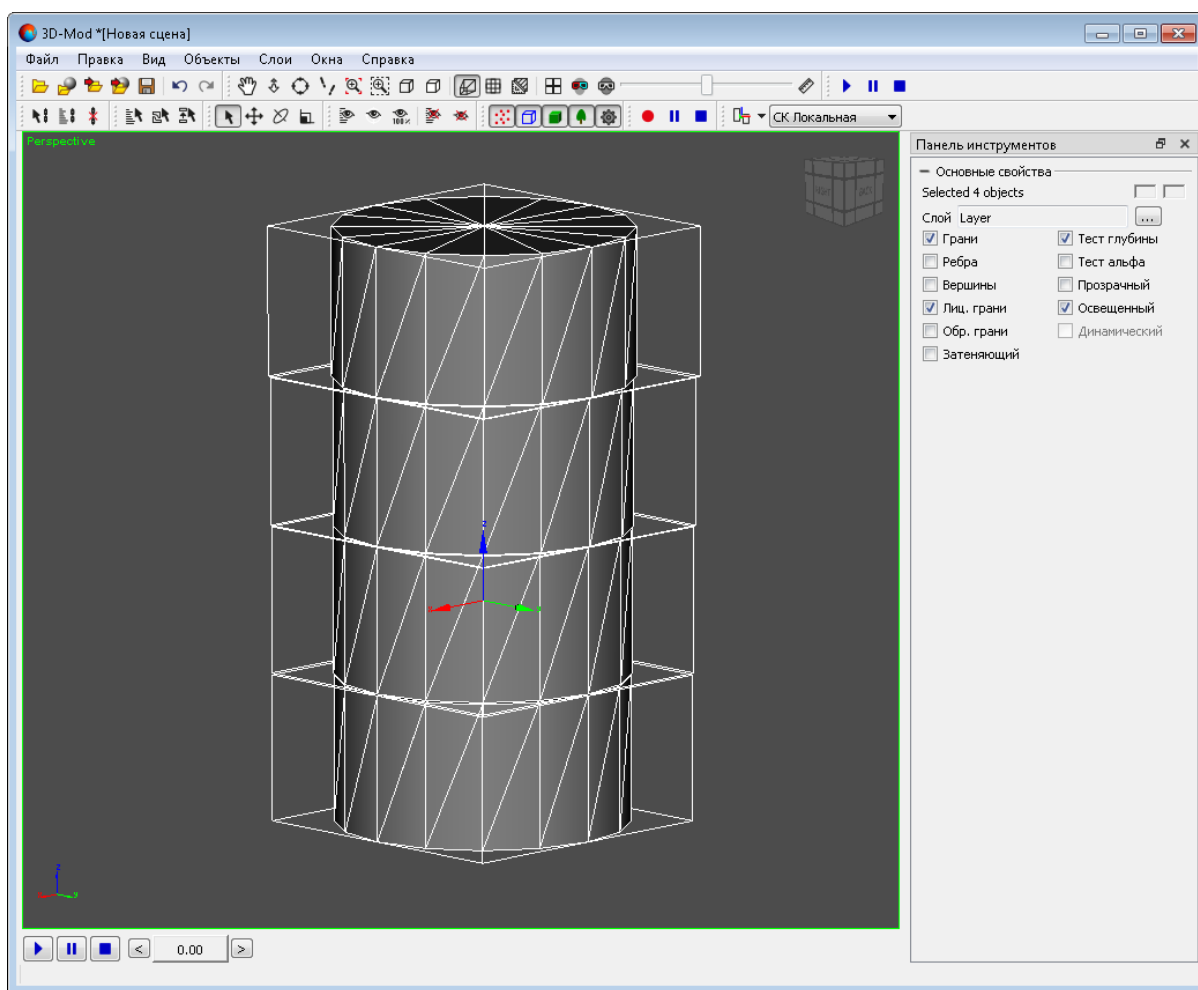 3D-Mod *[Новая сцена]
Файл Правка Вид Объекты Слои Окна Справка
100%
СК Локальная
Perspective
Панель инструментов
Основные свойства
Selected 4 objects
Слой Layer ...
Грани Тест глубины
Ребра Тест альфа
Вершины Прозрачный
Лиц. грани Освещенный
Обр. грани Динамический
Затеняющий
z
z
y
< 0.00 >